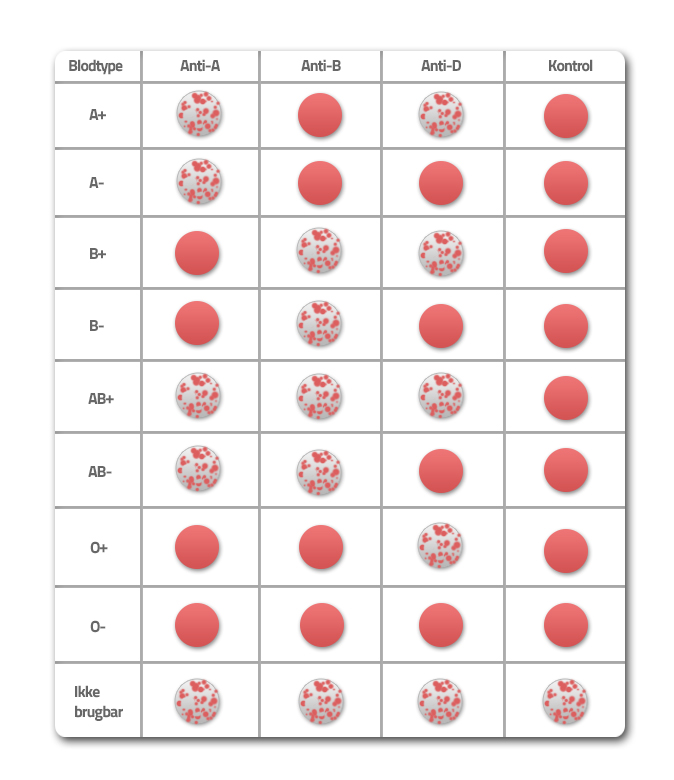 Blodtype Anti-A Anti-B Anti-D Kontrol
A+
A-
B+
B-
AB+
AB-
O+
O-
Ikke
brugbar